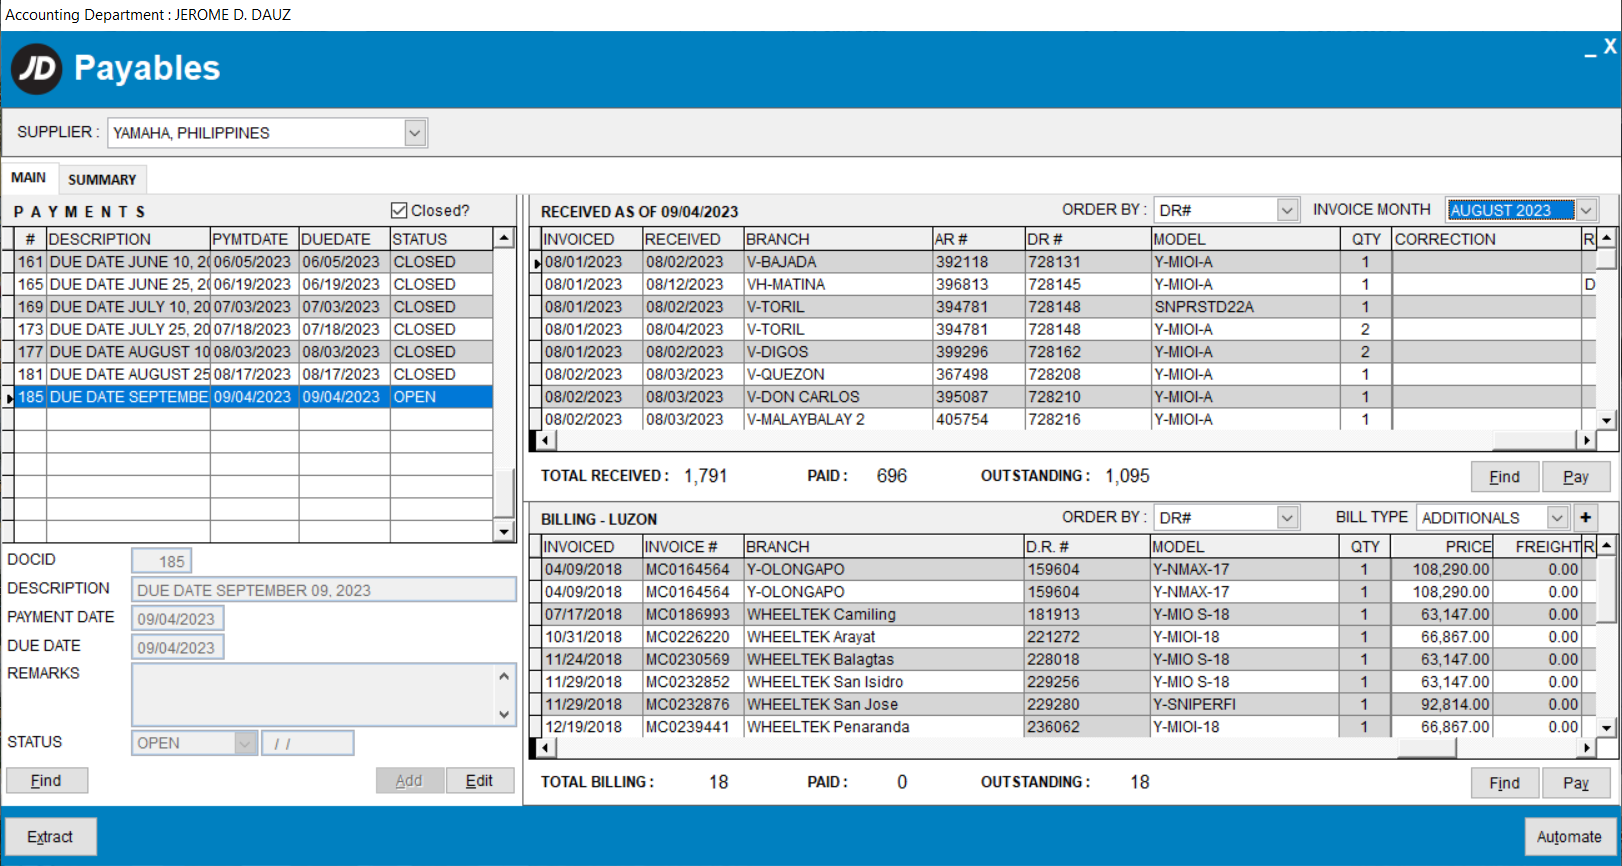 Accounting Department : JEROME D. DAUZ
JD Payables _ X
SUPPLIER : YAMAHA, PHILIPPINES
MAIN SUMMARY
P A Y M E N T S Closed?
# DESCRIPTION PYMTDATE DUEDATE STATUS
161 DUE DATE JUNE 10, 20 06/05/2023 06/05/2023 CLOSED
165 DUE DATE JUNE 25, 20 06/19/2023 06/19/2023 CLOSED
169 DUE DATE JULY 10, 20 07/03/2023 07/03/2023 CLOSED
173 DUE DATE JULY 25, 20 07/18/2023 07/18/2023 CLOSED
177 DUE DATE AUGUST 10 08/03/2023 08/03/2023 CLOSED
181 DUE DATE AUGUST 25 08/17/2023 08/17/2023 CLOSED
185 DUE DATE SEPTEMBE 09/04/2023 09/04/2023 OPEN
DOCID 185
DESCRIPTION DUE DATE SEPTEMBER 09, 2023
PAYMENT DATE 09/04/2023
DUE DATE 09/04/2023
REMARKS
STATUS OPEN / /
Find Add Edit
RECEIVED AS OF 09/04/2023 ORDER BY : DR# INVOICE MONTH AUGUST 2023
INVOICED RECEIVED BRANCH AR # DR # MODEL QTY CORRECTION R
08/01/2023 08/02/2023 V-BAJADA 392118 728131 Y-MIOI-A 1
08/01/2023 08/12/2023 VH-MATINA 396813 728145 Y-MIOI-A 1 D
08/01/2023 08/02/2023 V-TORIL 394781 728148 SNPRSTD22A 1
08/01/2023 08/04/2023 V-TORIL 394781 728148 Y-MIOI-A 2
08/01/2023 08/02/2023 V-DIGOS 399296 728162 Y-MIOI-A 2
08/02/2023 08/03/2023 V-QUEZON 367498 728208 Y-MIOI-A 1
08/02/2023 08/03/2023 V-DON CARLOS 395087 728210 Y-MIOI-A 1
08/02/2023 08/03/2023 V-MALAYBALAY 2 405754 728216 Y-MIOI-A 1
TOTAL RECEIVED : 1,791 PAID : 696 OUTSTANDING : 1,095 Find Pay
BILLING - LUZON ORDER BY : DR# BILL TYPE ADDITIONALS +
INVOICED INVOICE # BRANCH D.R. # MODEL QTY PRICE FREIGHT R
04/09/2018 MC0164564 Y-OLONGAPO 159604 Y-NMAX-17 1 108,290.00 0.00
04/09/2018 MC0164564 Y-OLONGAPO 159604 Y-NMAX-17 1 108,290.00 0.00
07/17/2018 MC0186993 WHEELTEK Camiling 181913 Y-MIO S-18 1 63,147.00 0.00
10/31/2018 MC0226220 WHEELTEK Arayat 221272 Y-MIOI-18 1 66,867.00 0.00
11/24/2018 MC0230569 WHEELTEK Balagtas 228018 Y-MIO S-18 1 63,147.00 0.00
11/29/2018 MC0232852 WHEELTEK San Isidro 229256 Y-MIO S-18 1 63,147.00 0.00
11/29/2018 MC0232876 WHEELTEK San Jose 229280 Y-SNIPERFI 1 92,814.00 0.00
12/19/2018 MC0239441 WHEELTEK Penaranda 236062 Y-MIOI-18 1 66,867.00 0.00
TOTAL BILLING : 18 PAID : 0 OUTSTANDING : 18 Find Pay
Extract Automate